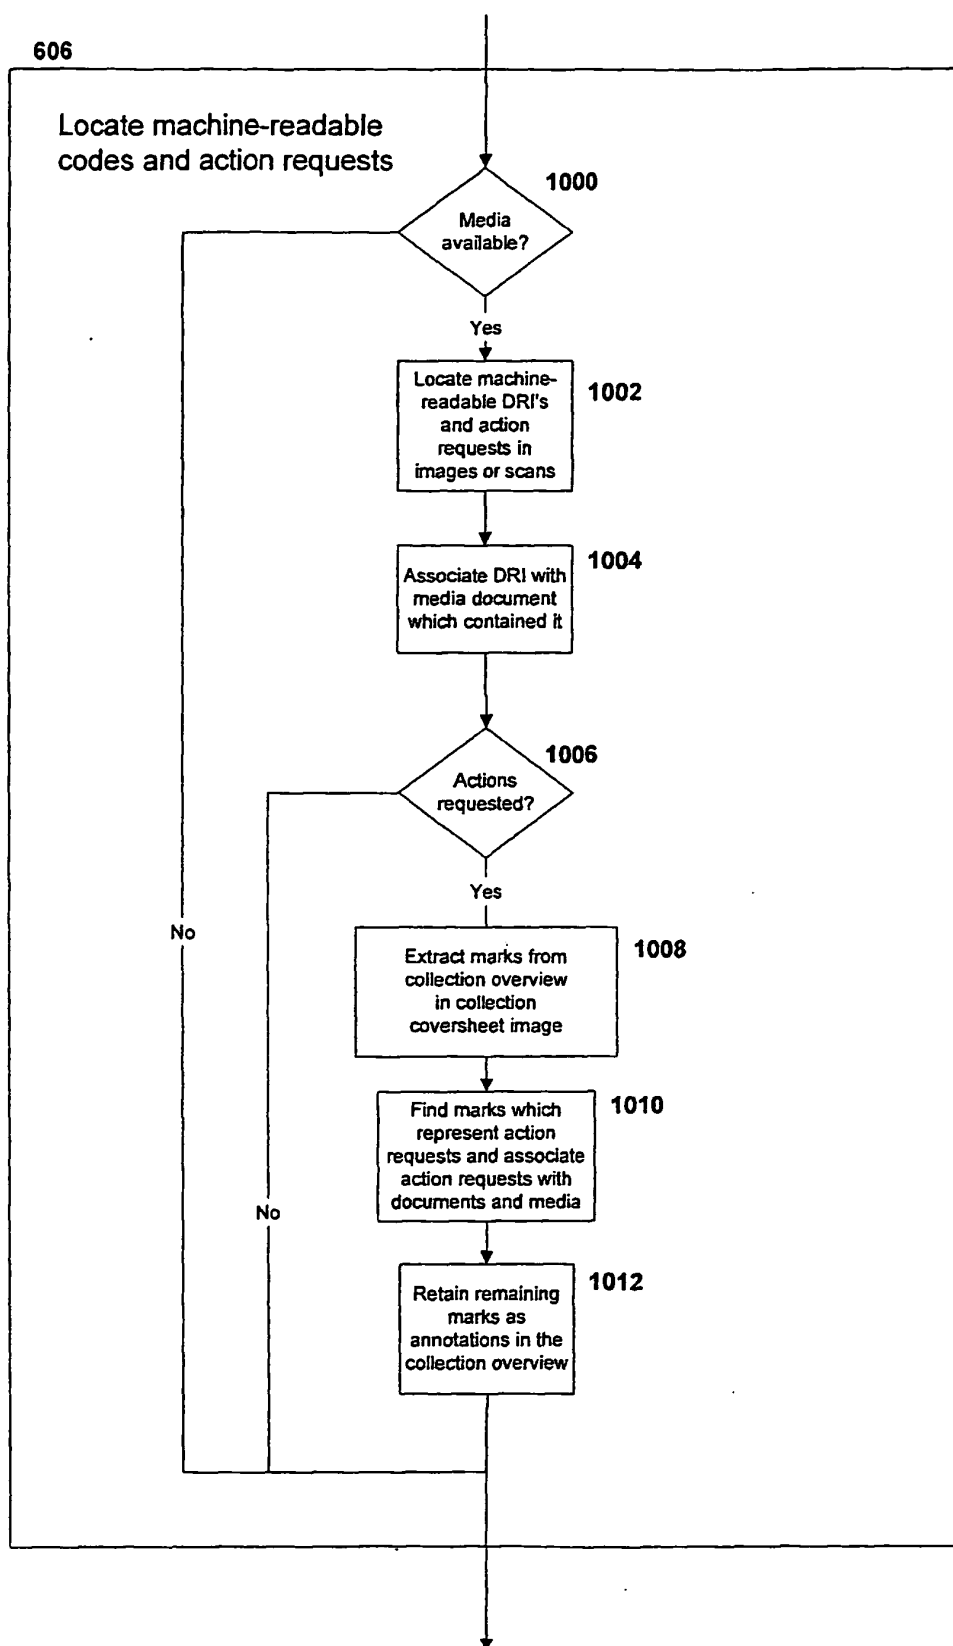 606
Locate machine-readable
codes and action requests
1000
Media
available?
Yes
Locate machine-
readable DRI's
and action
requests in
images or scans
1002
Associate DRI with
media document
which contained it
1004
1006
Actions
requested?
Yes
No
Extract marks from
collection overview
in collection
coversheet image
1008
Find marks which
represent action
requests and associate
action requests with
documents and media
1010
No
Retain remaining
marks as
annotations in the
collection overview
1012